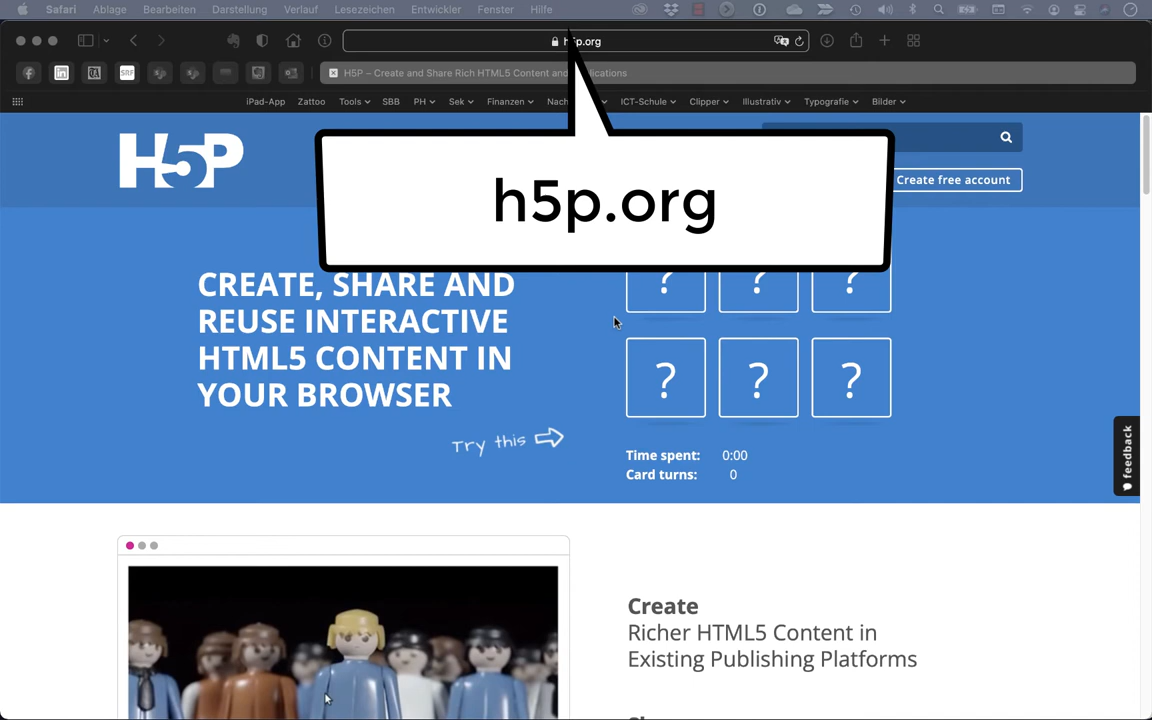 Safari Ablage Bearbeiten Darstellung Verlauf Lesezeichen Entwickler Fenster Hilfe
h5p.org
SRF
H5P – Create and Share Rich HTML5 Content and
iPad-App Zattoo Tools SBB PH Sek Finanzen ICT-Schule Clipper Illustrativ Typografie Bilder
H5P
h5p.org
Create free account
CREATE, SHARE AND
REUSE INTERACTIVE
HTML5 CONTENT IN
YOUR BROWSER
? ? ?
? ? ?
Try this
Time spent: 0:00
Card turns: 0
feedback
Create
Richer HTML5 Content in
Existing Publishing Platforms